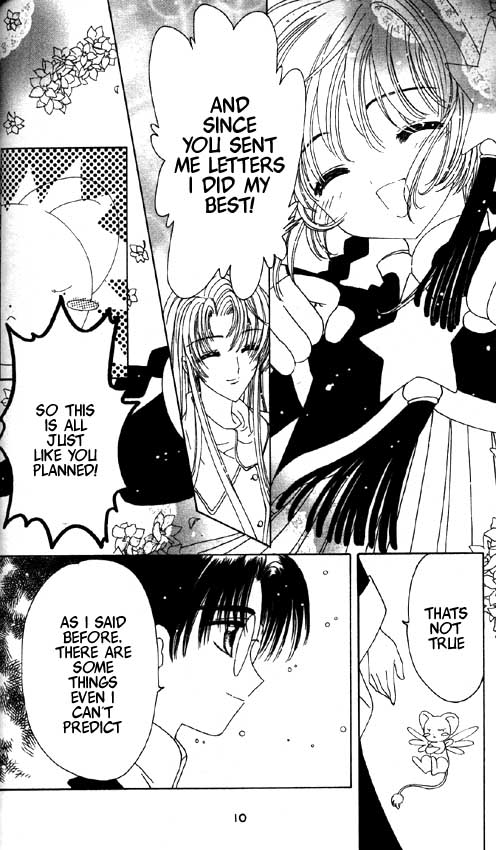 AND
SINCE
YOU SENT
ME LETTERS
I DID MY
BEST!
SO THIS
IS ALL
JUST
LIKE YOU
PLANNED!
THATS
NOT
TRUE
AS I SAID
BEFORE.
THERE ARE
SOME
THINGS
EVEN I
CAN'T
PREDICT
10